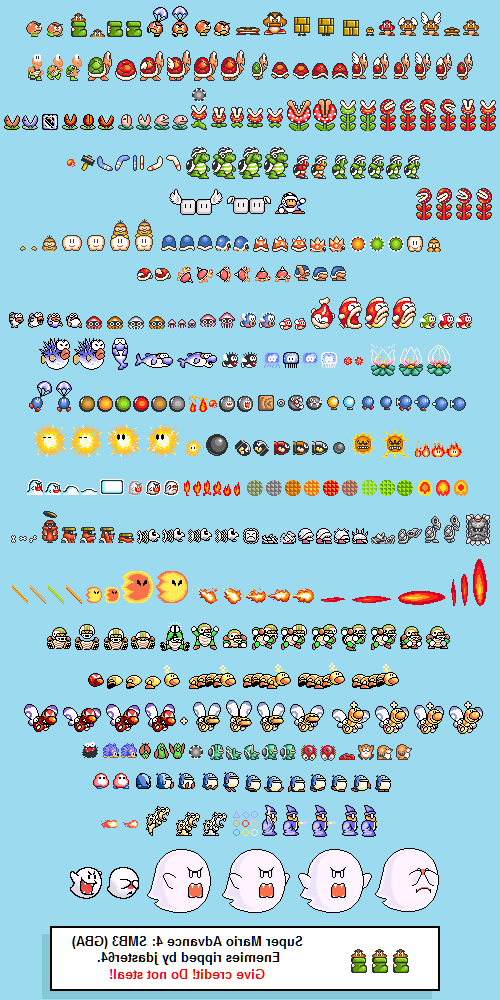 Super Mario Advance 4: SMB3 (GBA)
Enemies ripped by jdaster64.
Give credit! Do not steal!